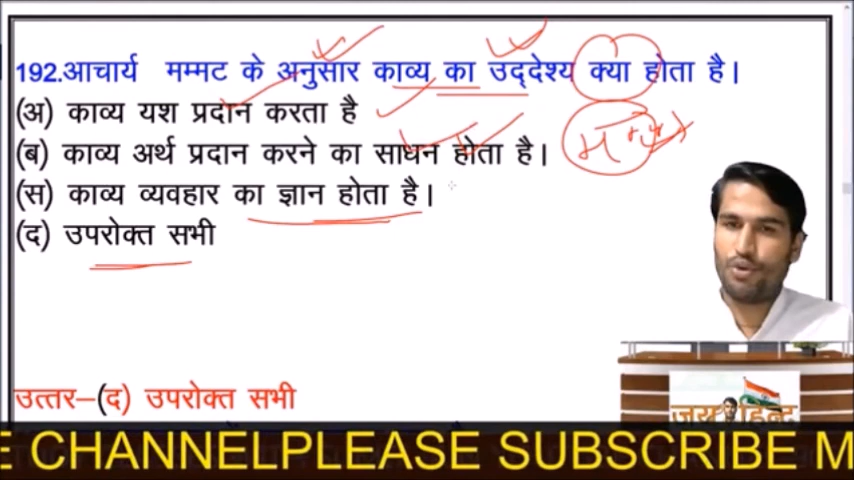 192.आचार्य मम्मट के अनुसार काव्य का उद्देश्य क्या होता है।
(अ) काव्य यश प्रदान करता है
(ब) काव्य अर्थ प्रदान करने का साधन होता है।
(स) काव्य व्यवहार का ज्ञान होता है।
(द) उपरोक्त सभी
उत्तर–(द) उपरोक्त सभी
जय हिन्द
E CHANNELPLEASE SUBSCRIBE M